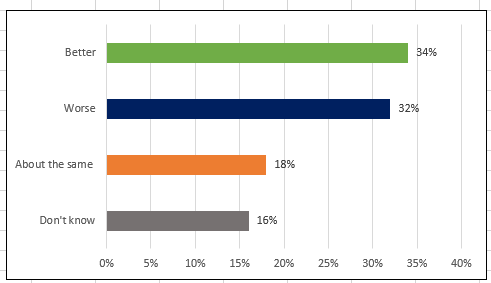 Better 34%
Worse 32%
About the same 18%
Don't know 16%
0% 5% 10% 15% 20% 25% 30% 35% 40%